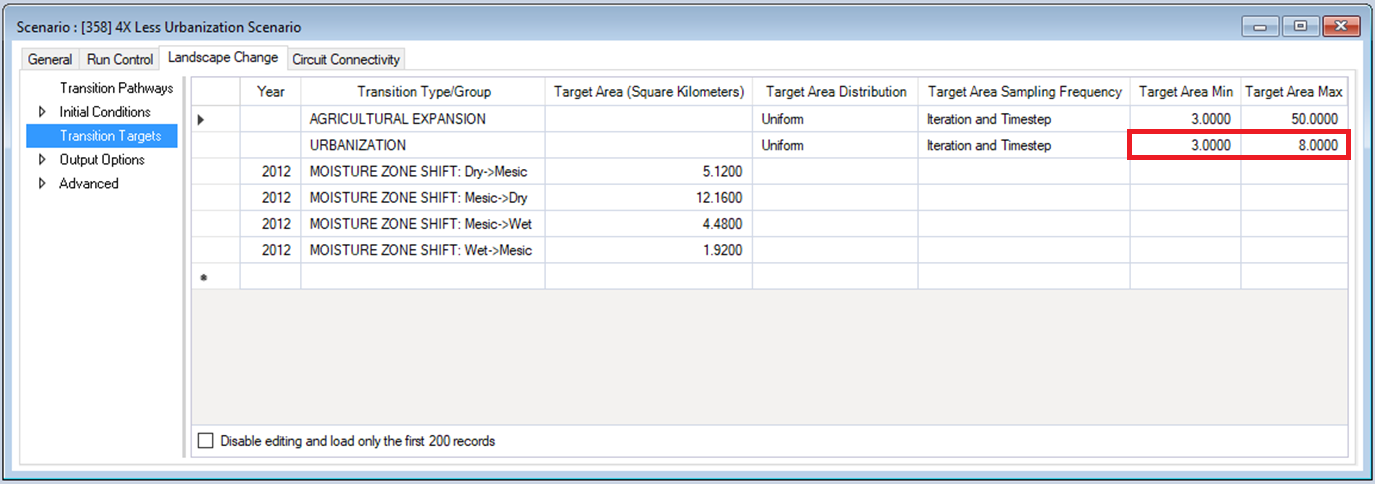 Scenario : [358] 4X Less Urbanization Scenario
General Run Control Landscape Change Circuit Connectivity
Transition Pathways
Initial Conditions
Transition Targets
Output Options
Advanced
Year Transition Type/Group Target Area (Square Kilometers) Target Area Distribution Target Area Sampling Frequency Target Area Min Target Area Max
AGRICULTURAL EXPANSION Uniform Iteration and Timestep 3.0000 50.0000
URBANIZATION Uniform Iteration and Timestep 3.0000 8.0000
2012 MOISTURE ZONE SHIFT: Dry->Mesic 5.1200
2012 MOISTURE ZONE SHIFT: Mesic->Dry 12.1600
2012 MOISTURE ZONE SHIFT: Mesic->Wet 4.4800
2012 MOISTURE ZONE SHIFT: Wet->Mesic 1.9200
Disable editing and load only the first 200 records